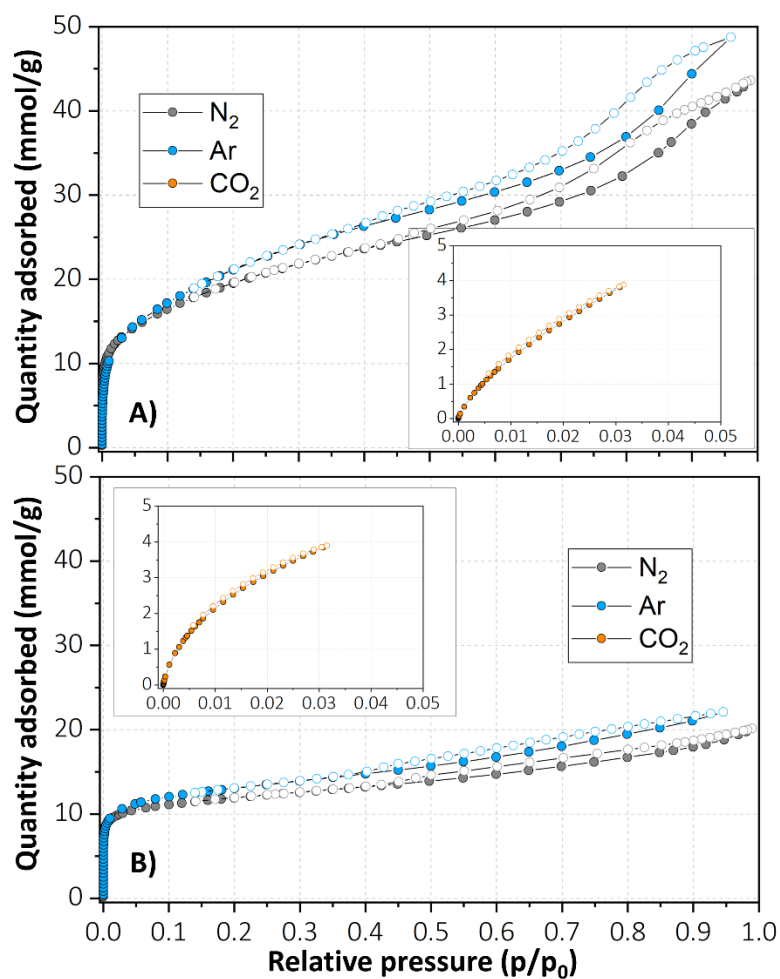 50
40
30
20
10
0
Quantity adsorbed (mmol/g)
N₂
Ar
CO₂
A)
5
4
3
2
1
0
0.00 0.01 0.02 0.03 0.04 0.05
50
40
30
20
10
0
Quantity adsorbed (mmol/g)
5
4
3
2
1
0
0.00 0.01 0.02 0.03 0.04 0.05
N₂
Ar
CO₂
B)
0.0 0.1 0.2 0.3 0.4 0.5 0.6 0.7 0.8 0.9 1.0
Relative pressure (p/p₀)